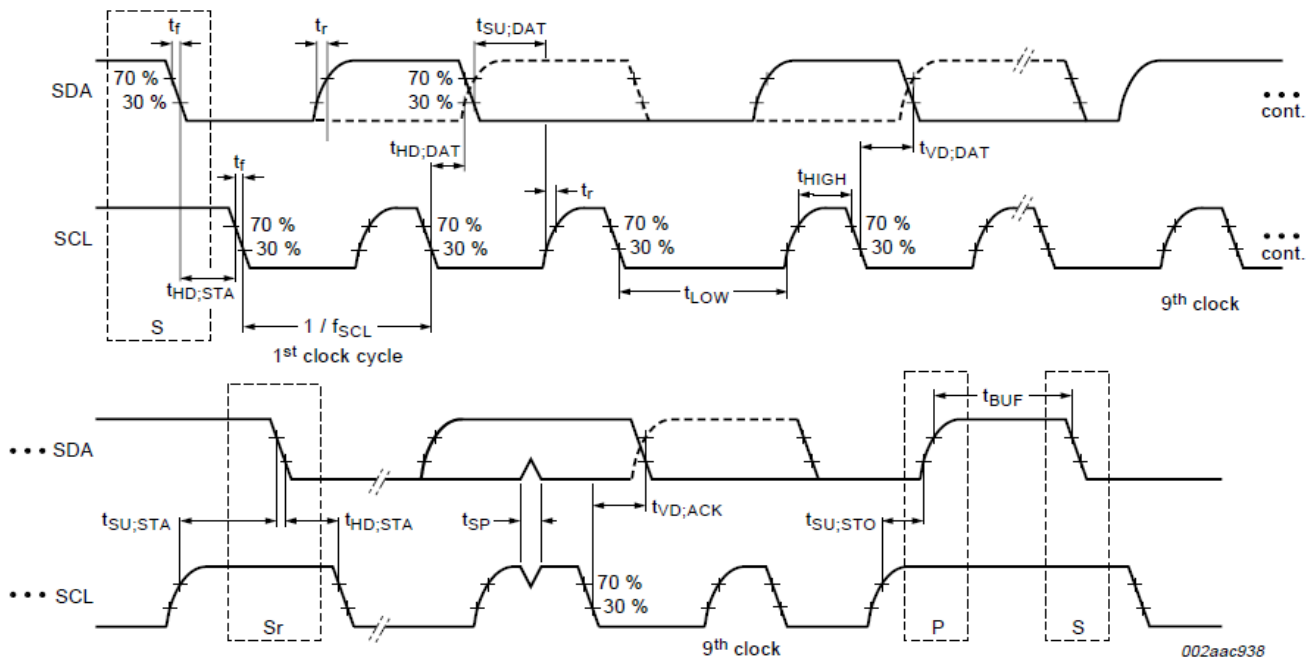 tf tr tSU;DAT
70 % 70 %
SDA 30 % 30 % cont.
tHD;DAT tVD;DAT
tf tr tHIGH
70 % 70 % 70 % 70 %
SCL 30 % 30 % 30 % 30 % cont.
tHD;STA tLOW
9th clock
S 1 / fSCL
1st clock cycle
tBUF
••• SDA
tSU;STA tHD;STA tSP tVD;ACK tSU;STO
70 %
••• SCL 30 %
Sr 9th clock P S
002aac938